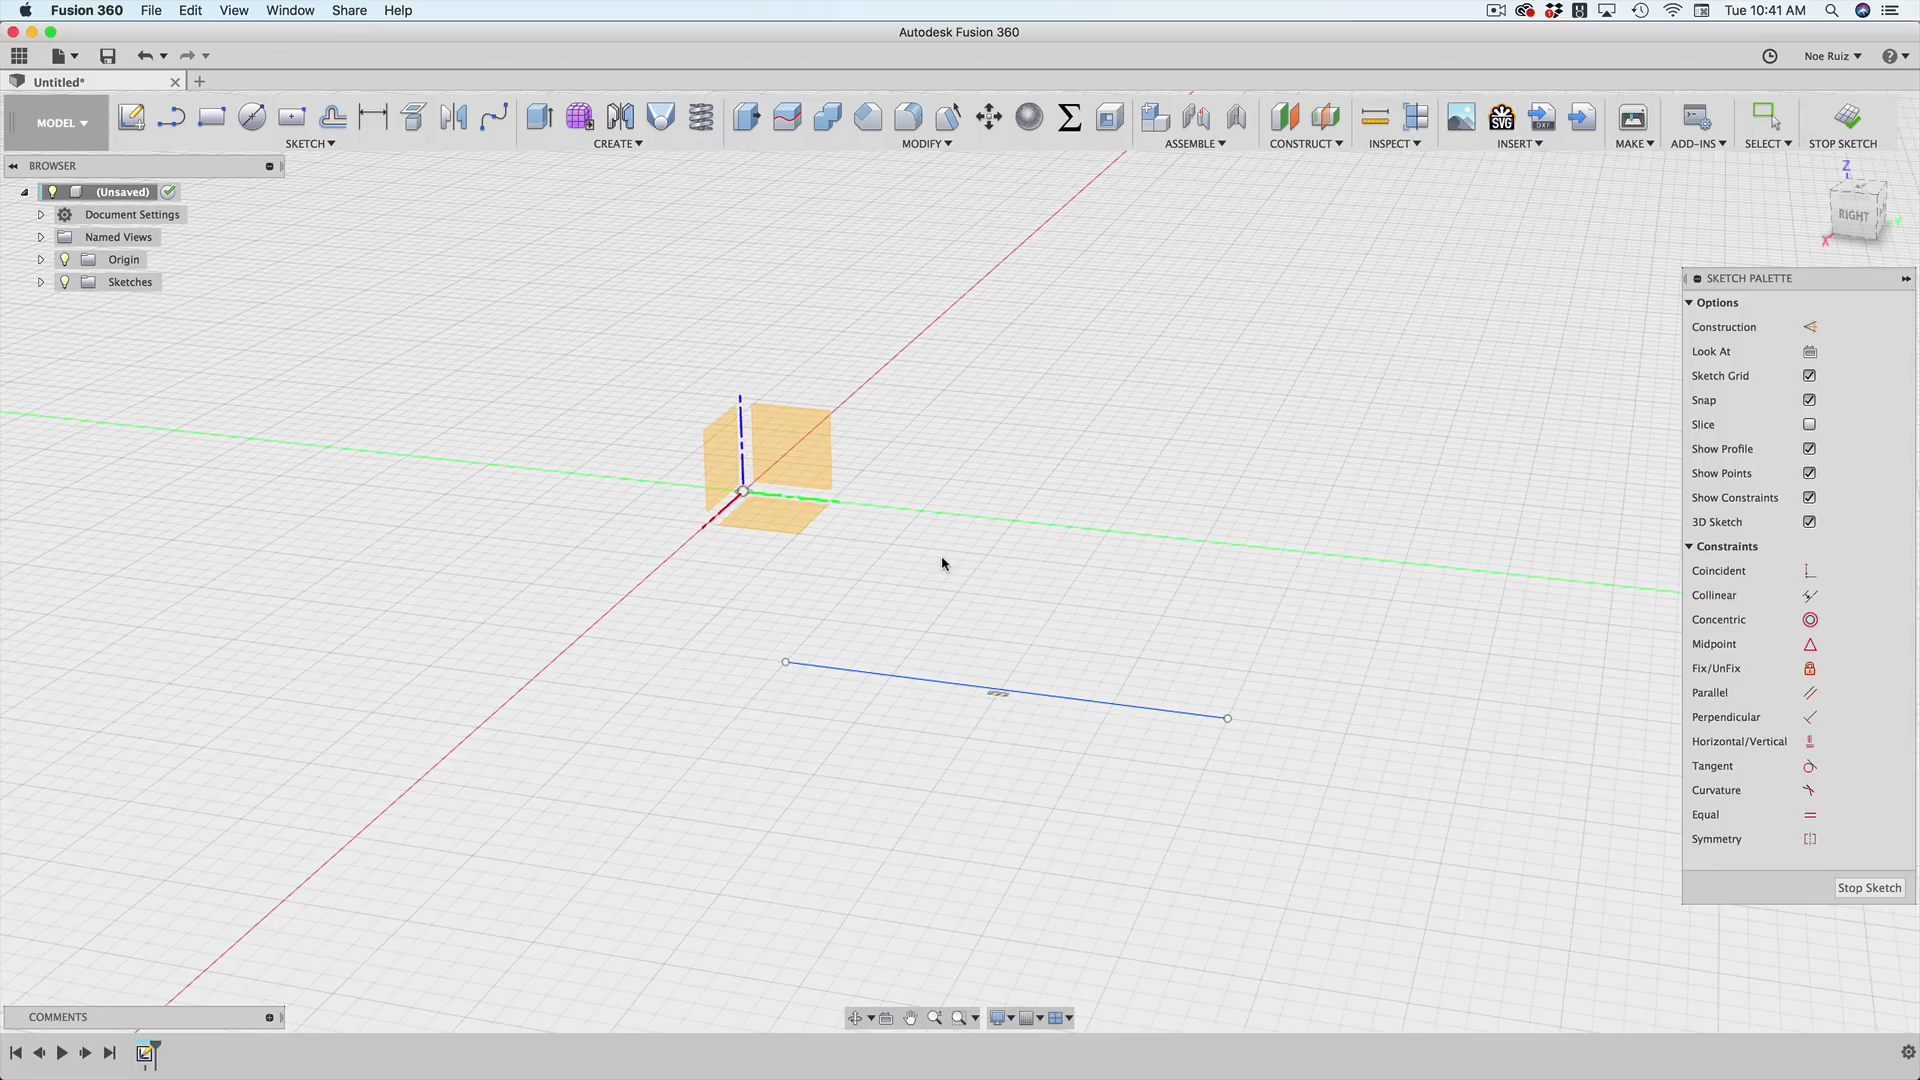 Fusion 360 File Edit View Window Share Help Tue 10:41 AM
Autodesk Fusion 360
Noe Ruiz
Untitled*
MODEL
SVG
DXF
SKETCH CREATE MODIFY ASSEMBLE CONSTRUCT INSPECT INSERT MAKE ADD-INS SELECT STOP SKETCH
BROWSER
(Unsaved)
Document Settings
Named Views
Origin
Sketches
Z
RIGHT
X
Y
SKETCH PALETTE
Options
Construction
Look At
Sketch Grid
Snap
Slice
Show Profile
Show Points
Show Constraints
3D Sketch
Constraints
Coincident
Collinear
Concentric
Midpoint
Fix/UnFix
Parallel
Perpendicular
Horizontal/Vertical
Tangent
Curvature
Equal
Symmetry
Stop Sketch
COMMENTS